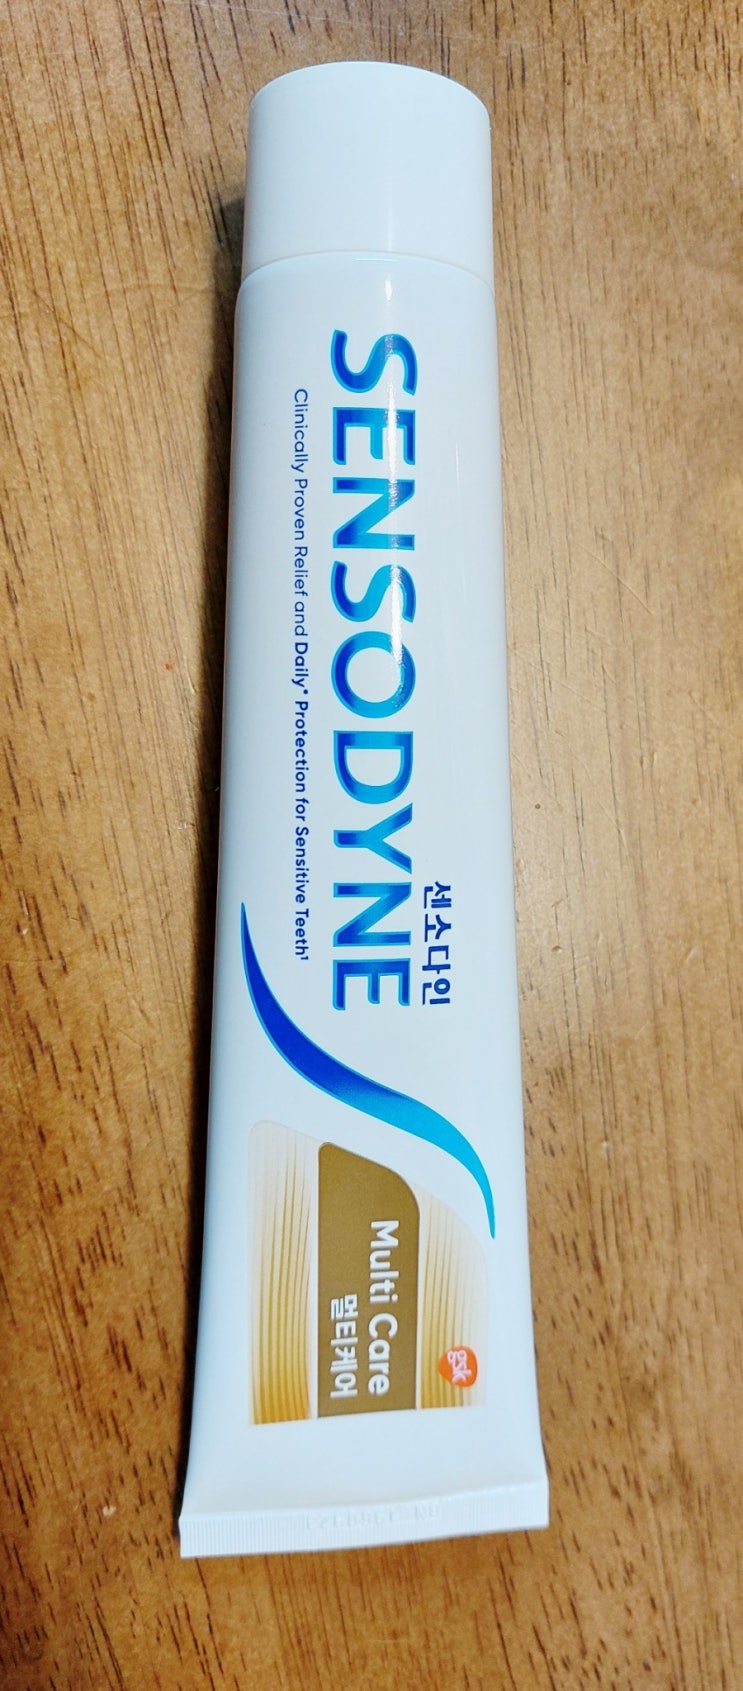 센소다인
SENSODYNE
Clinically Proven Relief and Daily* Protection for Sensitive Teeth¹
gsk
Multi Care
멀티케어